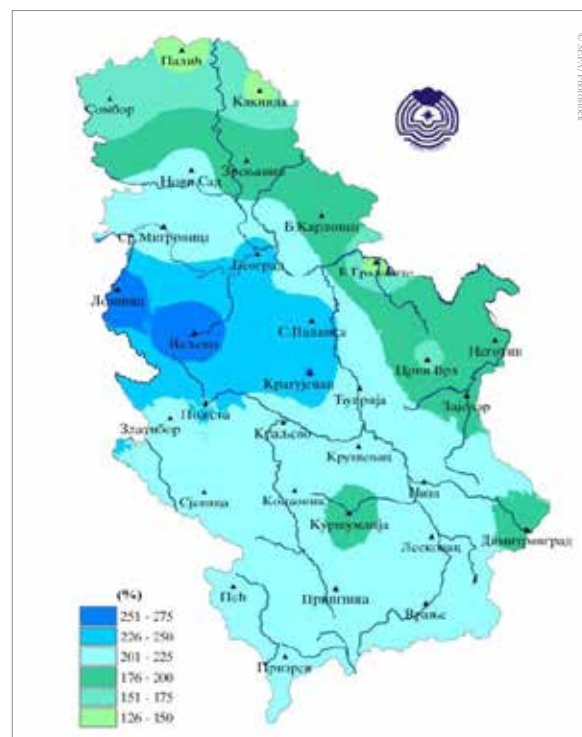 Палић
Сомбор
Кикинда
Нови Сад
Зрењанин
Б.Карловац
Ср.Митровица
Београд
В.Градиште
Лозница
Ваљево
С.Паланка
Неготин
Црни Врх
Крагујевац
Ћуприја
Зајечар
Пожега
Златибор
Краљево
Крушевац
Ниш
Сјеница
Копаоник
Куршумлија
Димитровград
Лесковац
Пећ
Приштина
Врање
Призрен
(%)
251 - 275
226 - 250
201 - 225
176 - 200
151 - 175
126 - 150